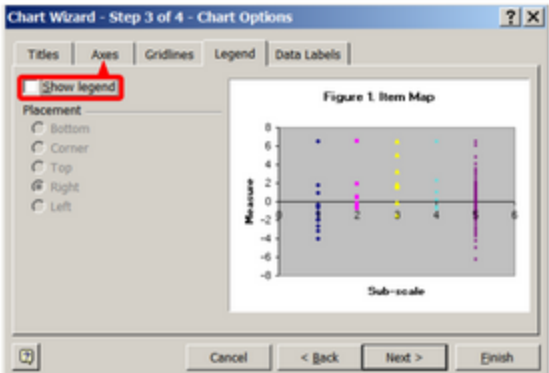 Chart Wizard - Step 3 of 4 - Chart Options
Titles Axes Gridlines Legend Data Labels
Show legend
Placement
Bottom
Corner
Top
Right
Left
Figure 1. Item Map
Measure
8
6
4
2
0
-2
-4
-6
-8
0 1 2 3 4 5 6
Sub-scale
Cancel < Back Next > Finish